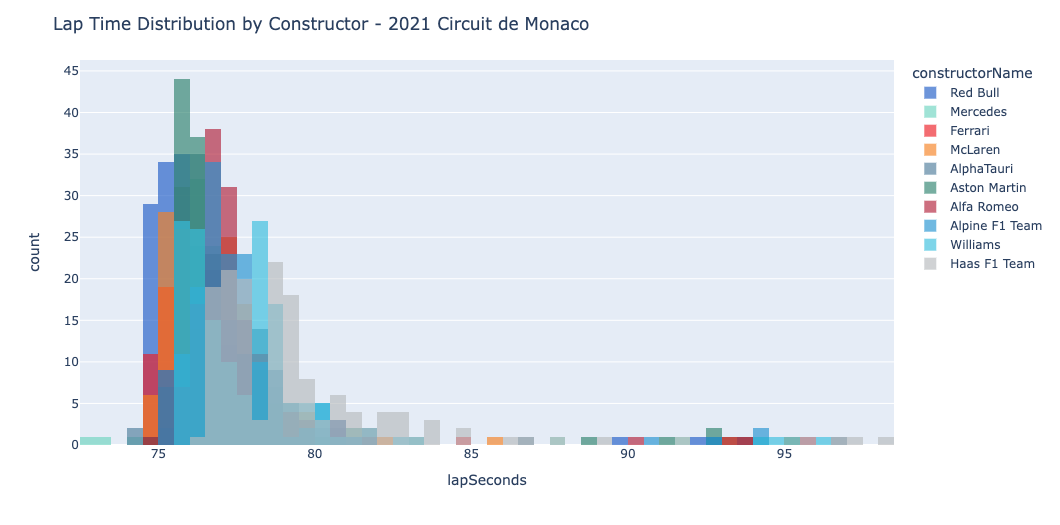 Lap Time Distribution by Constructor - 2021 Circuit de Monaco
constructorName
Red Bull
Mercedes
Ferrari
McLaren
AlphaTauri
Aston Martin
Alfa Romeo
Alpine F1 Team
Williams
Haas F1 Team
count
45
40
35
30
25
20
15
10
5
0
75 80 85 90 95
lapSeconds